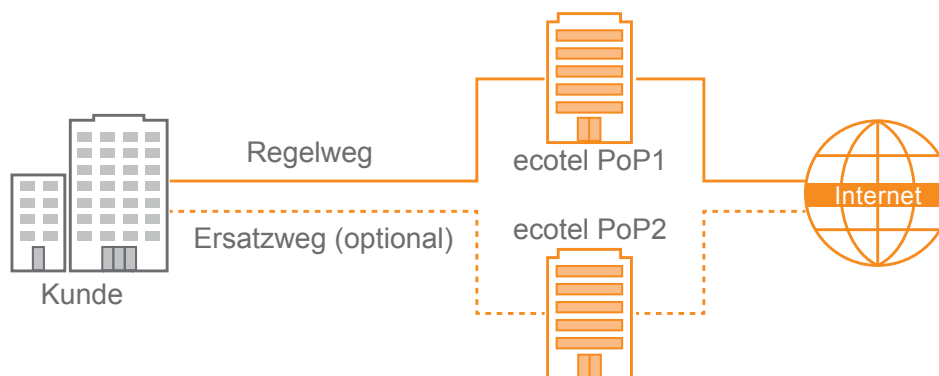 Regelweg
ecotel PoP1
Internet
Ersatzweg (optional)
ecotel PoP2
Kunde